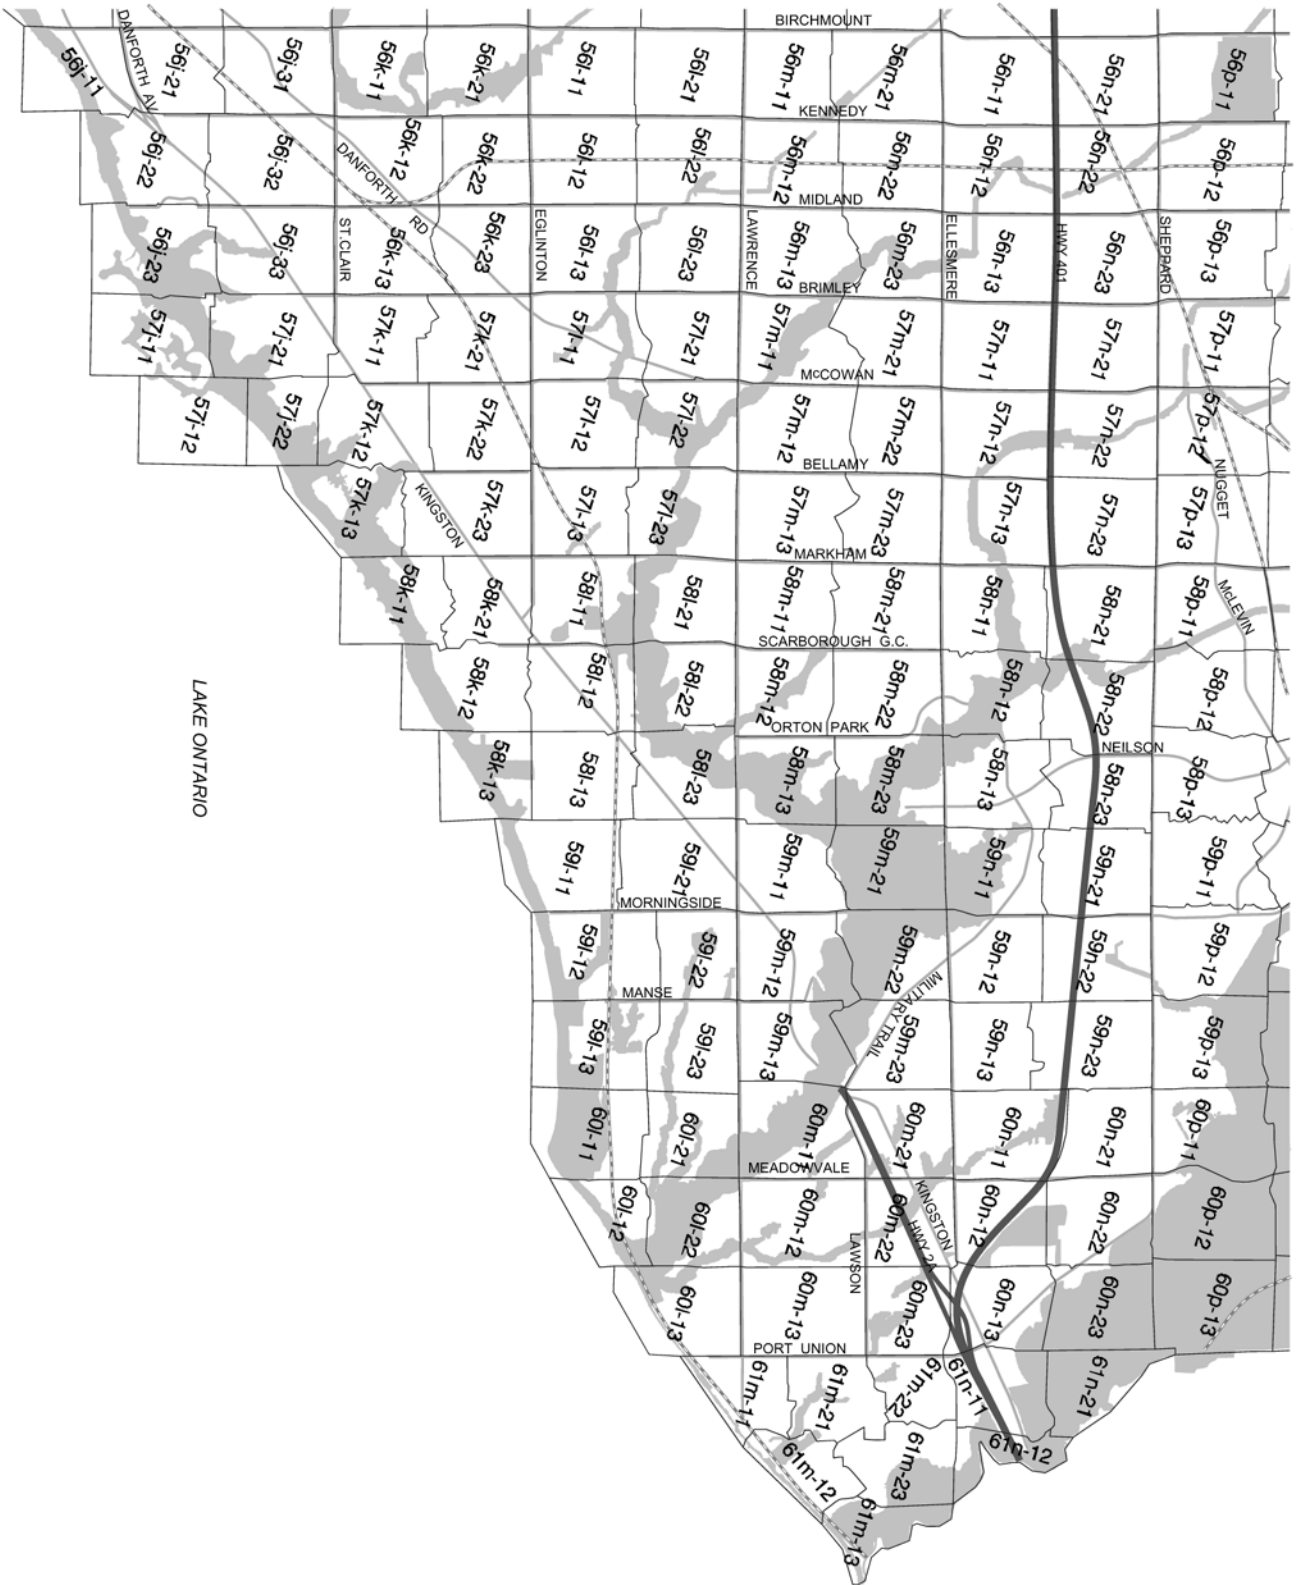 BIRCHMOUNT
DANFORTH AV
56j-11
56j-21
56j-31
56k-11
56k-21
56l-11
56l-21
56m-11
56m-21
56n-11
56n-21
56p-11
KENNEDY
56j-22
56j-32
56k-12
56k-22
56l-12
56l-22
56m-12
56m-22
56n-12
56n-22
56p-12
DANFORTH RD
MIDLAND
ST.CLAIR
EGLINTON
LAWRENCE
ELLESMERE
HWY 401
SHEPPARD
56j-23
56j-33
56k-13
56k-23
56l-13
56l-23
56m-13
56m-23
56n-13
56n-23
56p-13
BRIMLEY
57j-11
57j-21
57k-11
57k-21
57l-11
57l-21
57m-11
57m-21
57n-11
57n-21
57p-11
McCOWAN
57j-12
57j-22
57k-12
57k-22
57l-12
57l-22
57m-12
57m-22
57n-12
57n-22
57p-12
BELLAMY
NUGGET
KINGSTON
57k-13
57k-23
57l-13
57l-23
57m-13
57m-23
57n-13
57n-23
57p-13
MARKHAM
58k-11
58k-21
58l-11
58l-21
58m-11
58m-21
58n-11
58n-21
58p-11
McLEVIN
SCARBOROUGH G.C.
58k-12
58l-12
58l-22
58m-12
58m-22
58n-12
58n-22
58p-12
LAKE ONTARIO
ORTON PARK
NEILSON
58k-13
58l-13
58l-23
58m-13
58m-23
58n-13
58n-23
58p-13
59l-11
59l-21
59m-11
59m-21
59n-11
59n-21
59p-11
MORNINGSIDE
59l-12
59l-22
59m-12
59m-22
59n-12
59n-22
59p-12
MANSE
MILITARY TRAIL
59l-13
59l-23
59m-13
59m-23
59n-13
59n-23
59p-13
60l-11
60l-21
60m-11
60m-21
60n-11
60n-21
60p-11
MEADOWVALE
60l-12
60l-22
60m-12
60m-22
60n-12
60n-22
60p-12
KINGSTON
HWY 2A
LAWSON
60l-13
60m-13
60m-23
60n-13
60n-23
60p-13
PORT UNION
61m-11
61m-21
61m-22
61n-11
61n-21
61m-12
61m-23
61n-12
61m-13